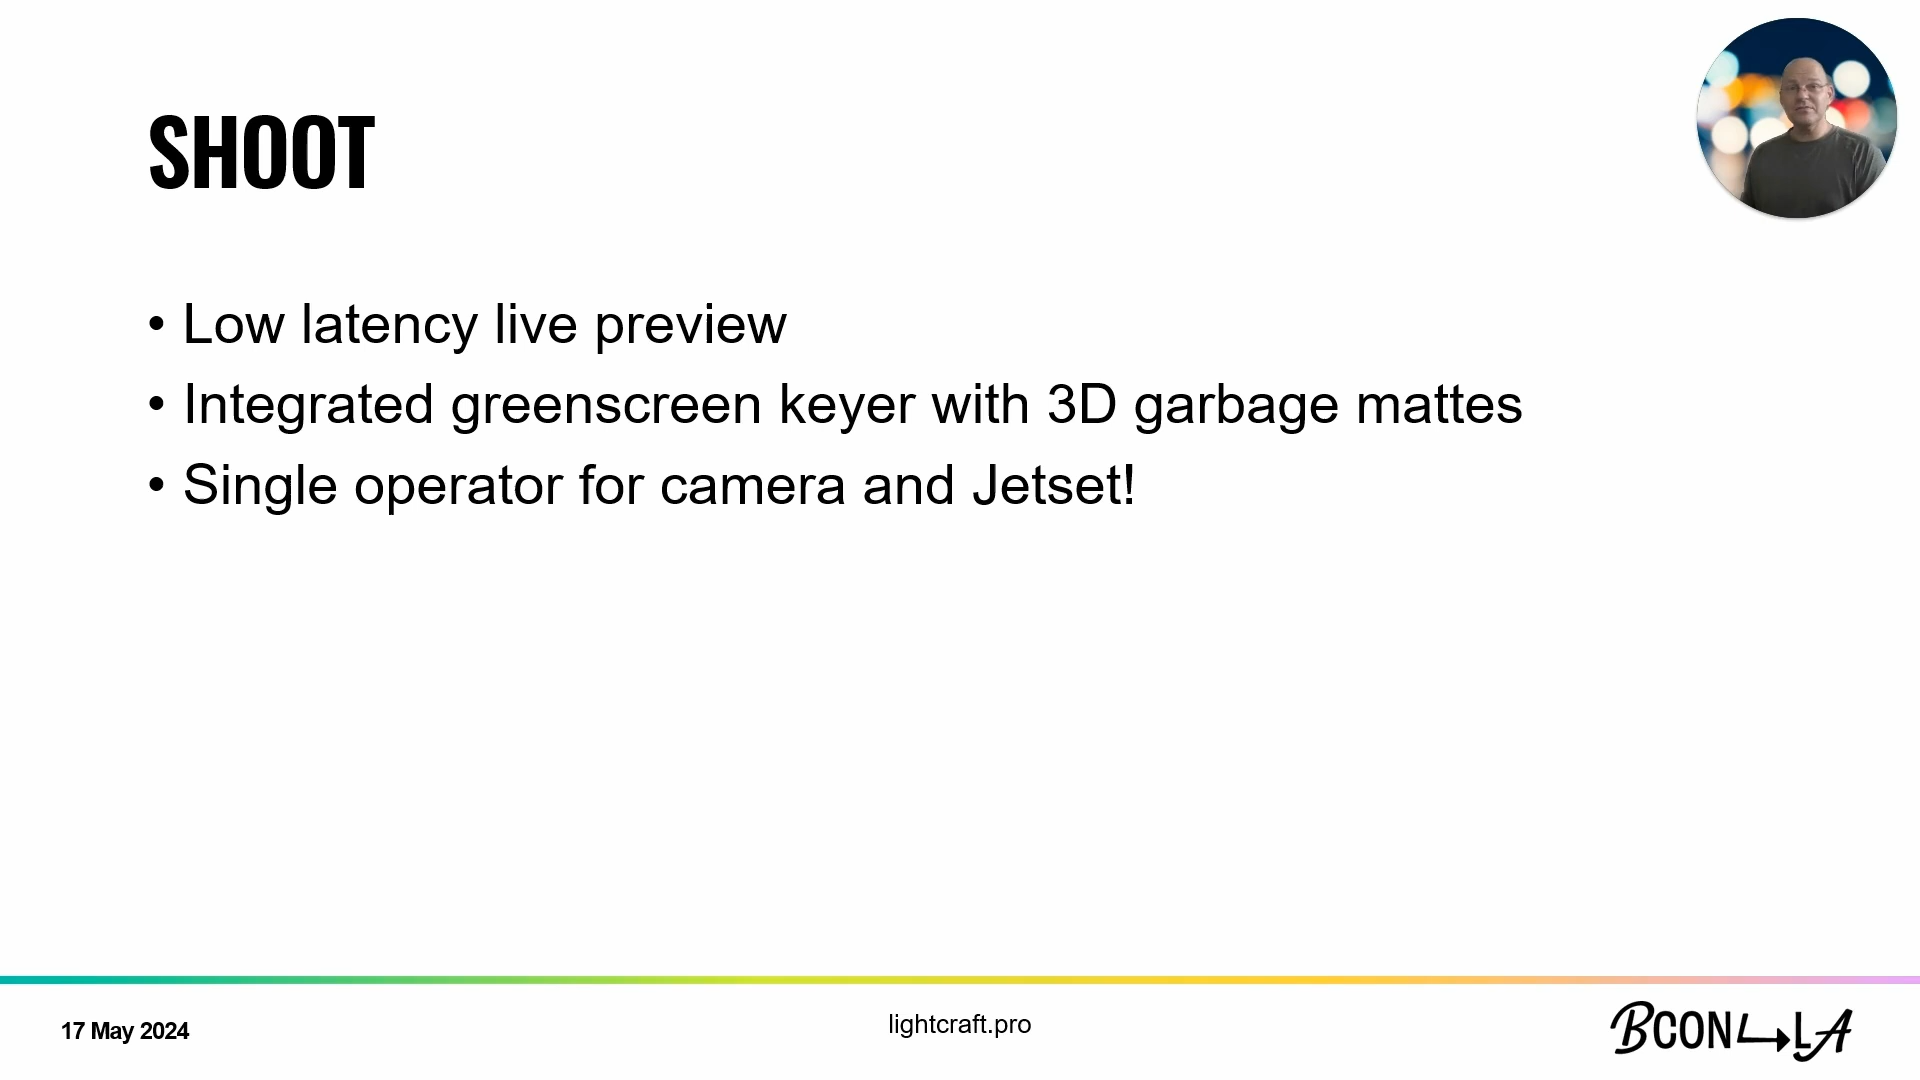 SHOOT
• Low latency live preview
• Integrated greenscreen keyer with 3D garbage mattes
• Single operator for camera and Jetset!
17 May 2024
lightcraft.pro
BCON LA